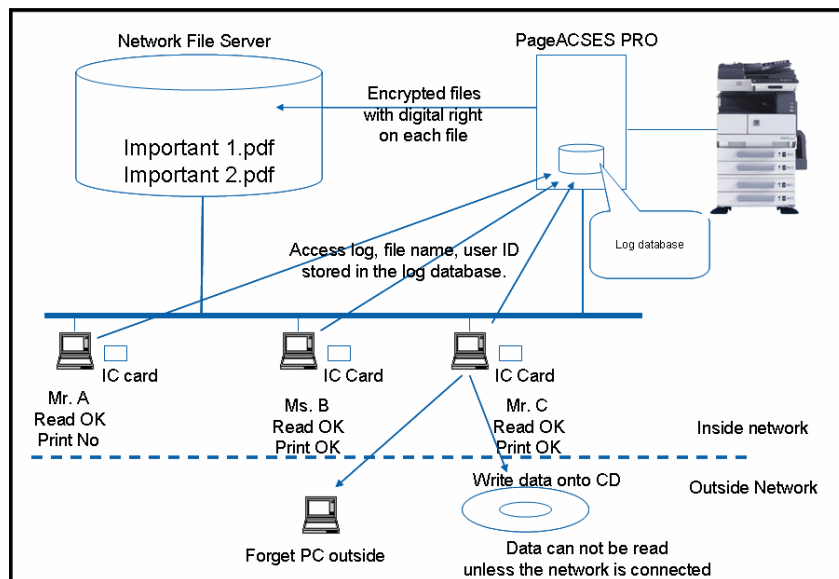 Network File Server
PageACSES PRO
Encrypted files
with digital right
on each file
Important 1.pdf
Important 2.pdf
Access log, file name, user ID
stored in the log database.
Log database
IC card
IC Card
IC Card
Mr. A
Read OK
Print No
Ms. B
Read OK
Print OK
Mr. C
Read OK
Print OK
Inside network
Outside Network
Write data onto CD
Forget PC outside
Data can not be read
unless the network is connected